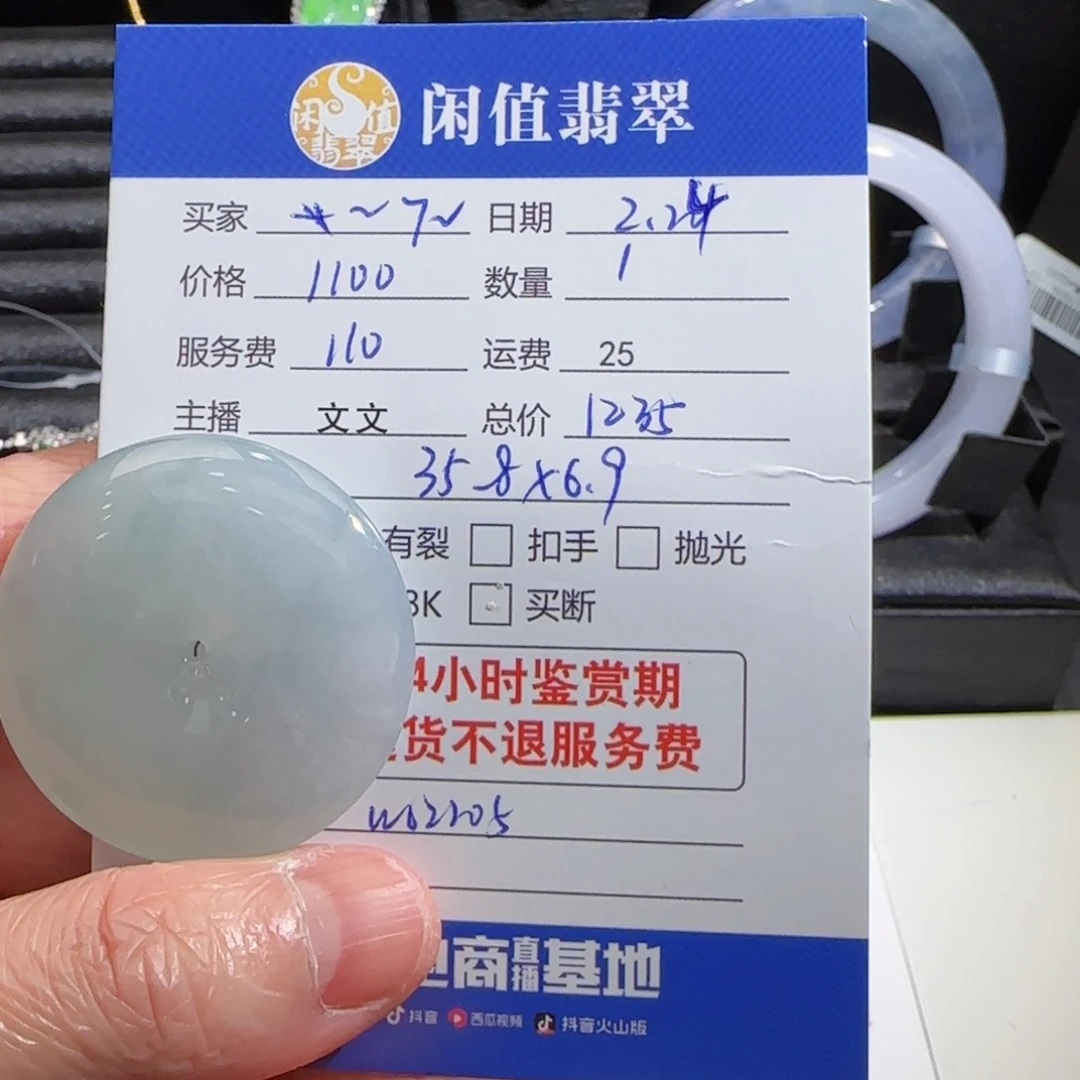 闲值翡翠
闲值翡翠
买家 日期 2.24
价格 1100 数量 1
服务费 110 运费 25
主播 文文 总价 1235
35.8x6.9
有裂 扣手 抛光
8K 买断
4小时鉴赏期
货不退服务费
电商直播基地
抖音 西瓜视频 抖音火山版